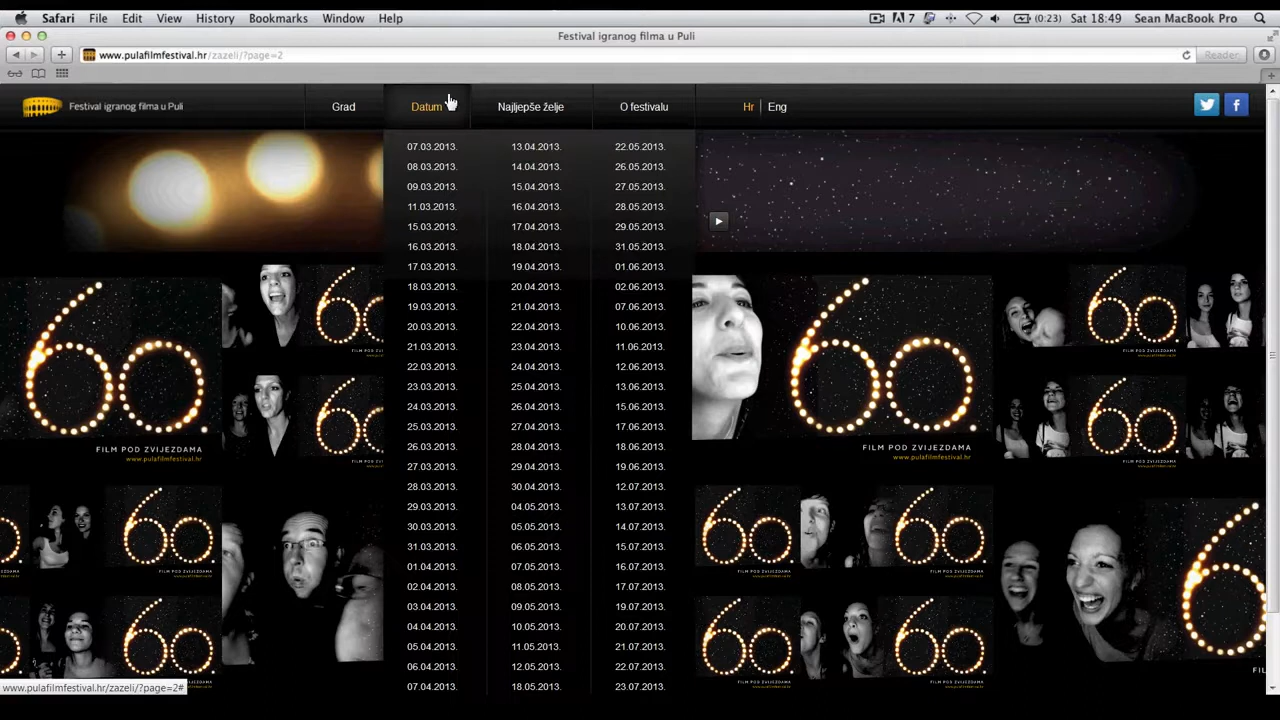 Safari File Edit View History Bookmarks Window Help 7 (0:23) Sat 18:49 Sean MacBook Pro
Festival igranog filma u Puli
www.pulafilmfestival.hr/zazeli/?page=2 Reader
Festival igranog filma u Puli Grad Datum Najljepše želje O festivalu Hr Eng
07.03.2013. 13.04.2013. 22.05.2013.
08.03.2013. 14.04.2013. 26.05.2013.
09.03.2013. 15.04.2013. 27.05.2013.
11.03.2013. 16.04.2013. 28.05.2013.
15.03.2013. 17.04.2013. 29.05.2013.
16.03.2013. 18.04.2013. 31.05.2013.
17.03.2013. 19.04.2013. 01.06.2013.
18.03.2013. 20.04.2013. 02.06.2013.
19.03.2013. 21.04.2013. 07.06.2013.
20.03.2013. 22.04.2013. 10.06.2013.
21.03.2013. 23.04.2013. 11.06.2013.
22.03.2013. 24.04.2013. 12.06.2013.
23.03.2013. 25.04.2013. 13.06.2013.
24.03.2013. 26.04.2013. 15.06.2013.
25.03.2013. 27.04.2013. 17.06.2013.
26.03.2013. 28.04.2013. 18.06.2013.
27.03.2013. 29.04.2013. 19.06.2013.
28.03.2013. 30.04.2013. 12.07.2013.
29.03.2013. 04.05.2013. 13.07.2013.
30.03.2013. 05.05.2013. 14.07.2013.
31.03.2013. 06.05.2013. 15.07.2013.
01.04.2013. 07.05.2013. 16.07.2013.
02.04.2013. 08.05.2013. 17.07.2013.
03.04.2013. 09.05.2013. 19.07.2013.
04.04.2013. 10.05.2013. 20.07.2013.
05.04.2013. 11.05.2013. 21.07.2013.
06.04.2013. 12.05.2013. 22.07.2013.
07.04.2013. 18.05.2013. 23.07.2013.
60 60 60 60
60 60
FILM POD ZVIJEZDAMA FILM POD ZVIJEZDAMA
www.pulafilmfestival.hr www.pulafilmfestival.hr
60 60 60 6
60 60 60
FIL
www.pulafilmfestival.hr/zazeli/?page=2#